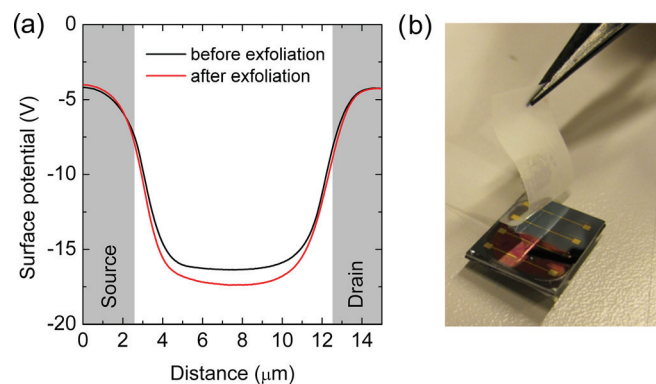 (a)
(b)
0
before exfoliation
after exfoliation
-5
-10
-15
-20
Surface potential (V)
Source
Drain
0 2 4 6 8 10 12 14
Distance (μm)